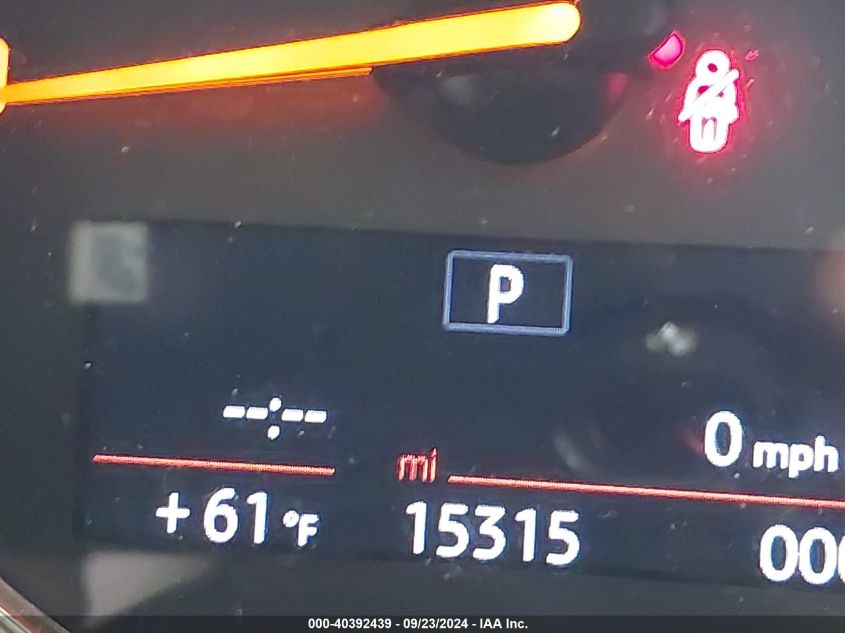 P
--:-- 0 mph
mi
+61 °F 15315
000-40392439 - 09/23/2024 - IAA Inc.